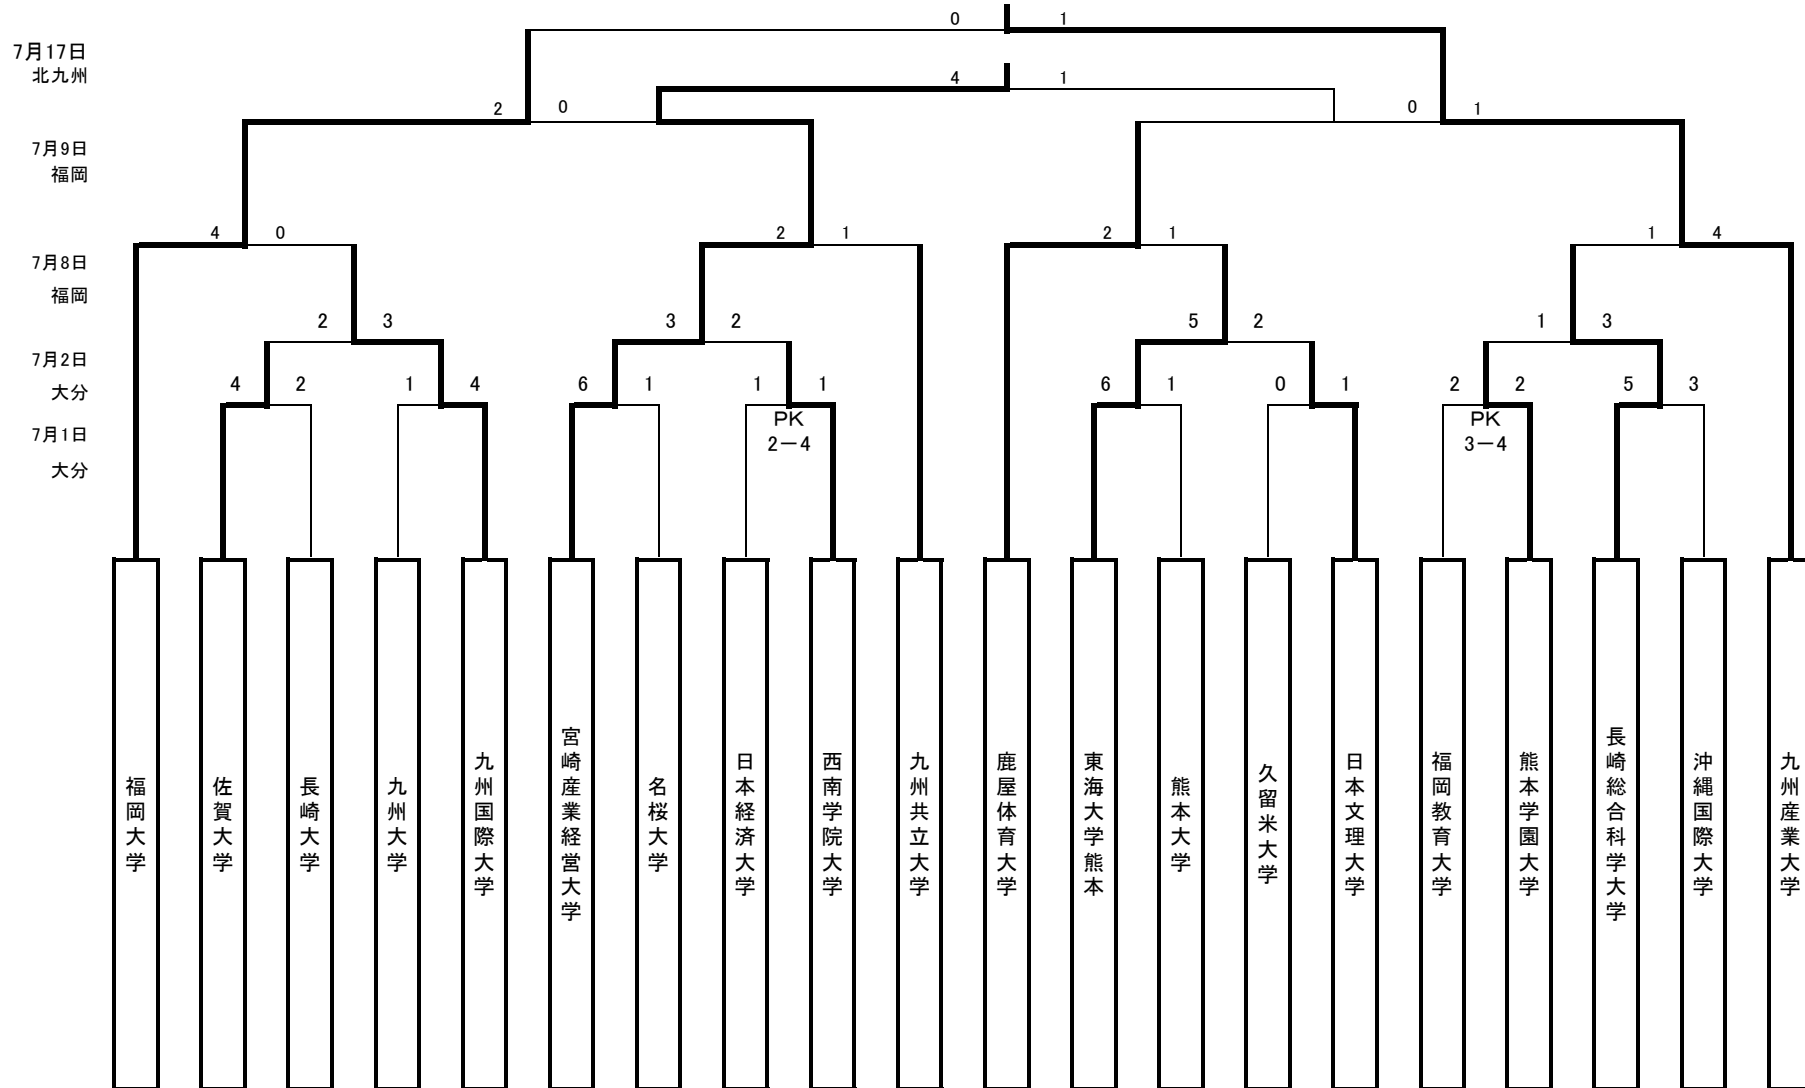 0 1
7月17日
北九州
4 1
2 0 0 1
7月9日
福岡
4 0 2 1 2 1 1 4
7月8日
福岡
2 3 3 2 5 2 1 3
7月2日
大分
4 2 1 4 6 1 1 1 6 1 0 1 2 2 5 3
PK PK
2－4 3－4
7月1日
大分
福岡大学
佐賀大学
長崎大学
九州大学
九州国際大学
宮崎産業経営大学
名桜大学
日本経済大学
西南学院大学
九州共立大学
鹿屋体育大学
東海大学熊本
熊本大学
久留米大学
日本文理大学
福岡教育大学
熊本学園大学
長崎総合科学大学
沖縄国際大学
九州産業大学